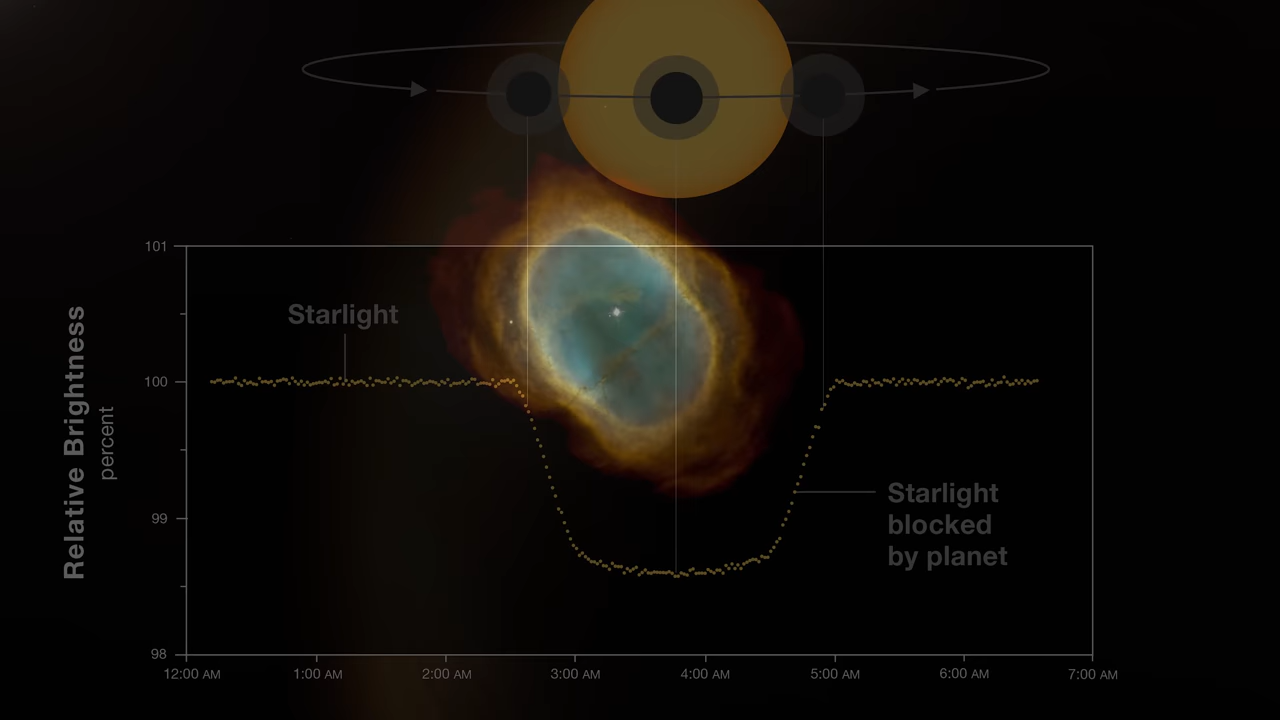 101
Starlight
100
Relative Brightness
percent
99
Starlight
blocked
by planet
98
12:00 AM
1:00 AM
2:00 AM
3:00 AM
4:00 AM
5:00 AM
6:00 AM
7:00 AM